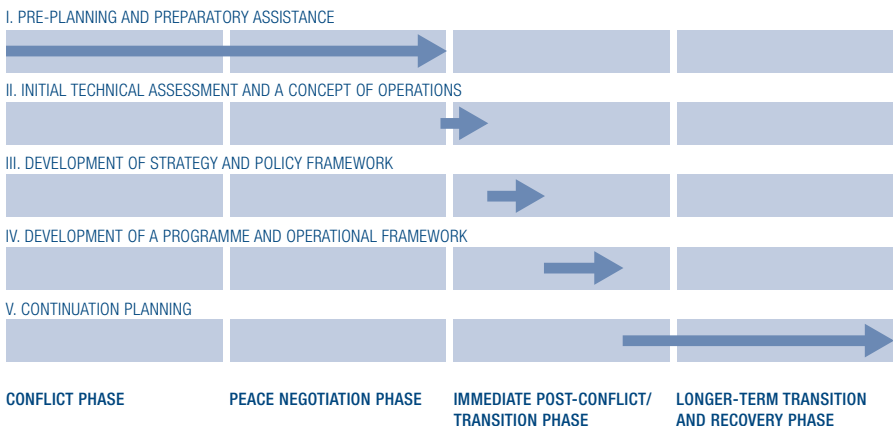 I. PRE-PLANNING AND PREPARATORY ASSISTANCE
II. INITIAL TECHNICAL ASSESSMENT AND A CONCEPT OF OPERATIONS
III. DEVELOPMENT OF STRATEGY AND POLICY FRAMEWORK
IV. DEVELOPMENT OF A PROGRAMME AND OPERATIONAL FRAMEWORK
V. CONTINUATION PLANNING
CONFLICT PHASE
PEACE NEGOTIATION PHASE
IMMEDIATE POST-CONFLICT/
TRANSITION PHASE
LONGER-TERM TRANSITION
AND RECOVERY PHASE